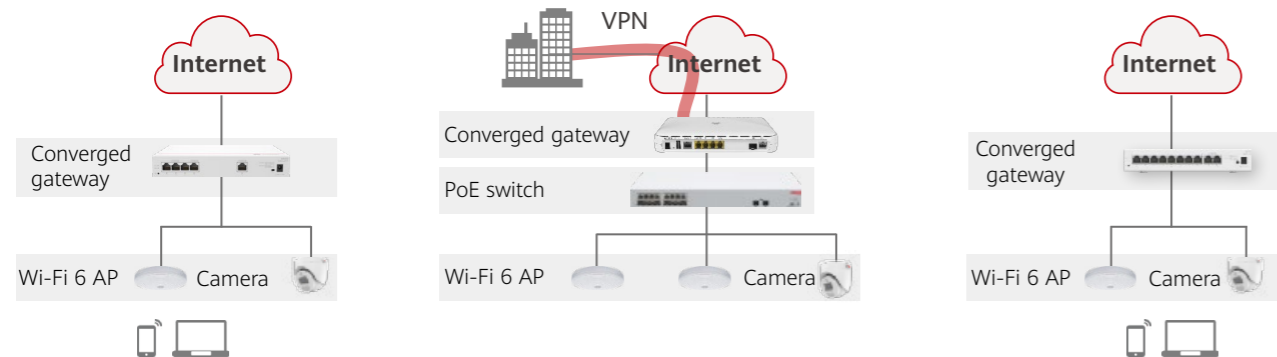 Internet
Converged
gateway
Wi-Fi 6 AP
Camera
VPN
Internet
Converged gateway
PoE switch
Wi-Fi 6 AP
Camera
Internet
Converged
gateway
Wi-Fi 6 AP
Camera